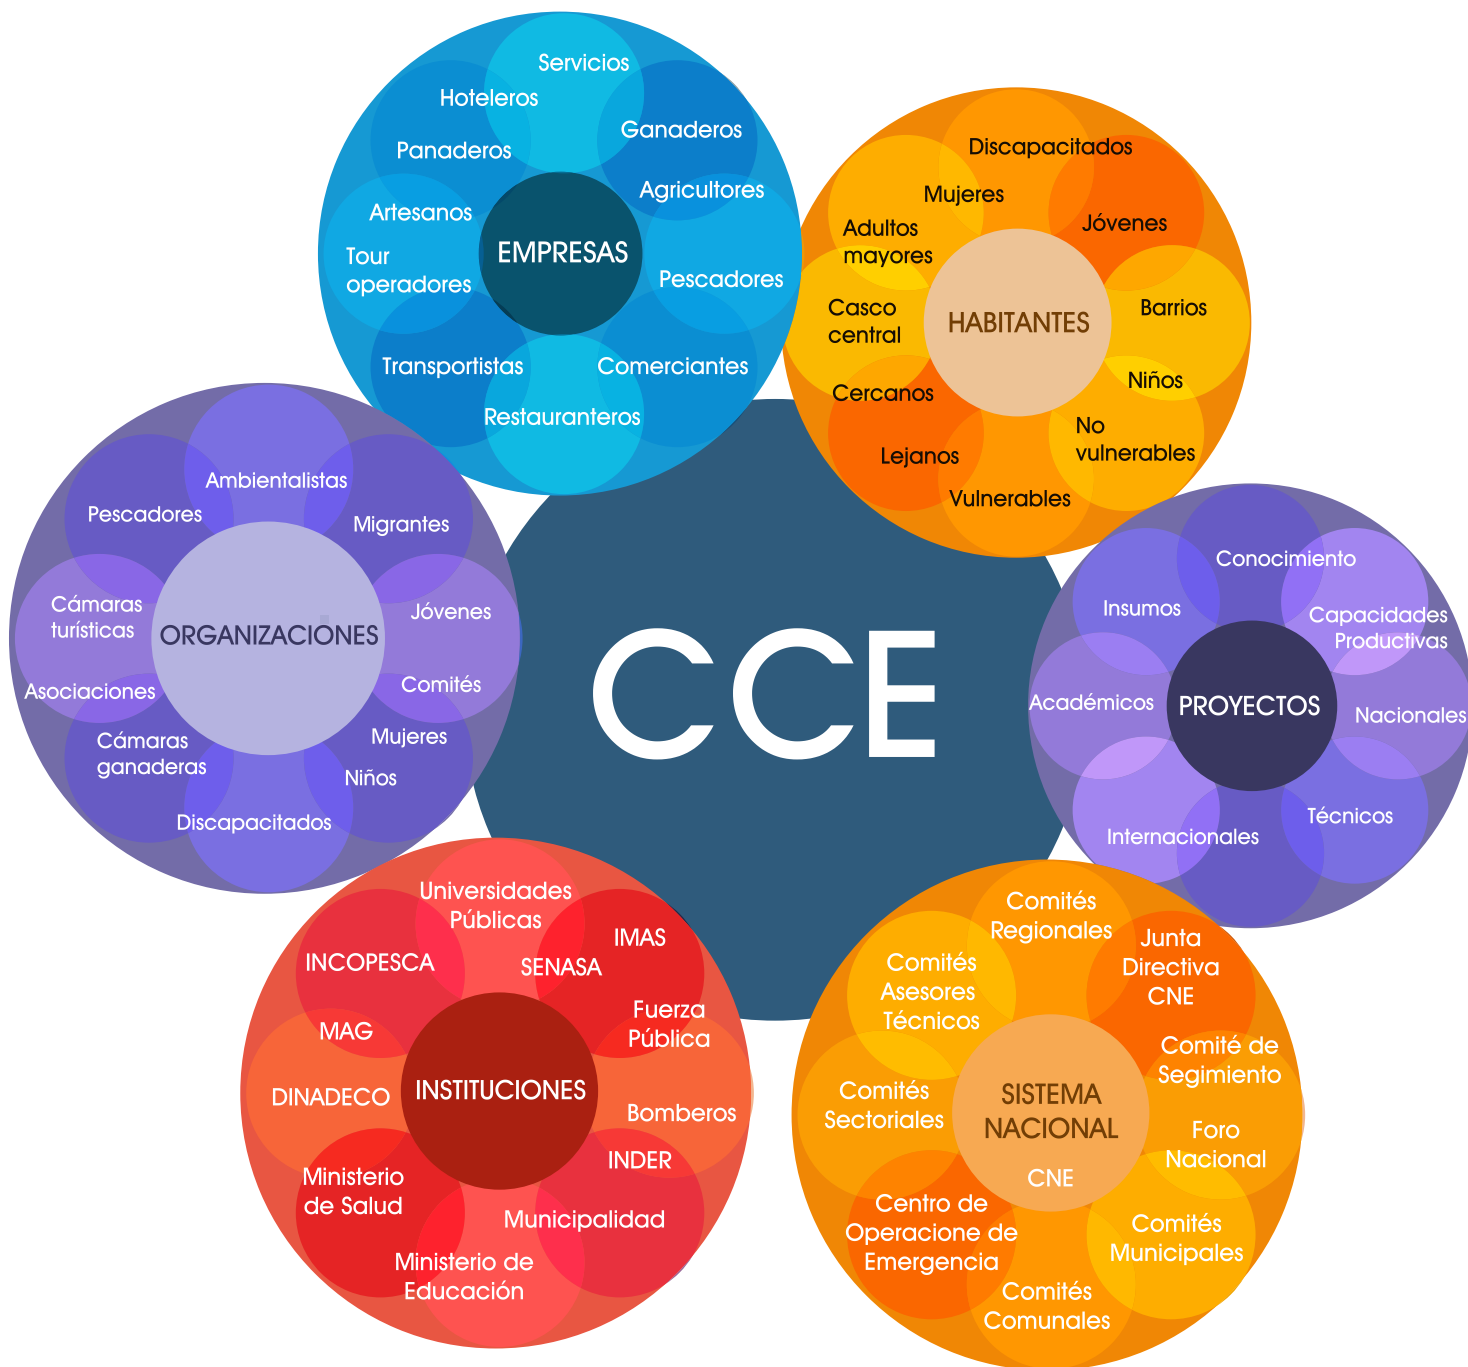 Servicios
Hoteleros
Ganaderos
Panaderos
Agricultores
Artesanos
EMPRESAS
Tour
operadores
Pescadores
Transportistas
Comerciantes
Restauranteros
Discapacitados
Mujeres
Jóvenes
Adultos
mayores
HABITANTES
Casco
central
Barrios
Niños
Cercanos
No
vulnerables
Lejanos
Vulnerables
Ambientalistas
Pescadores
Migrantes
Cámaras
turísticas
Jóvenes
ORGANIZACIONES
Asociaciones
Comités
Cámaras
ganaderas
Mujeres
Niños
Discapacitados
CCE
Conocimiento
Insumos
Capacidades
Productivas
Académicos
PROYECTOS
Nacionales
Técnicos
Internacionales
Universidades
Públicas
IMAS
INCOPESCA
SENASA
Fuerza
Pública
MAG
INSTITUCIONES
DINADECO
Bomberos
INDER
Ministerio
de Salud
Municipalidad
Ministerio de
Educación
Comités
Regionales
Junta
Directiva
CNE
Comités
Asesores
Técnicos
Comité de
Segimiento
Comités
Sectoriales
SISTEMA
NACIONAL
CNE
Foro
Nacional
Centro de
Operacione de
Emergencia
Comités
Municipales
Comités
Comunales